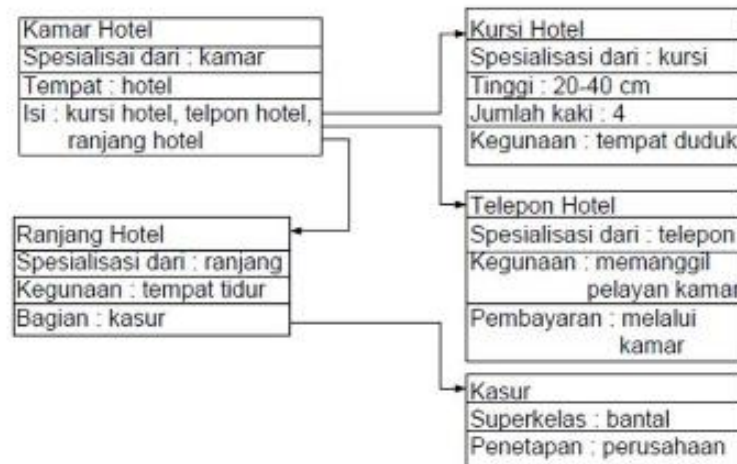 Kamar Hotel
Spesialisai dari : kamar
Tempat : hotel
Isi : kursi hotel, telpon hotel,
ranjang hotel
Kursi Hotel
Spesialisasi dari : kursi
Tinggi : 20-40 cm
Jumlah kaki : 4
Kegunaan : tempat duduk
Ranjang Hotel
Spesialisasi dari : ranjang
Kegunaan : tempat tidur
Bagian : kasur
Telepon Hotel
Spesialisasi dari : telepon
Kegunaan : memanggil
pelayan kamar
Pembayaran : melalui
kamar
Kasur
Superkelas : bantal
Penetapan : perusahaan